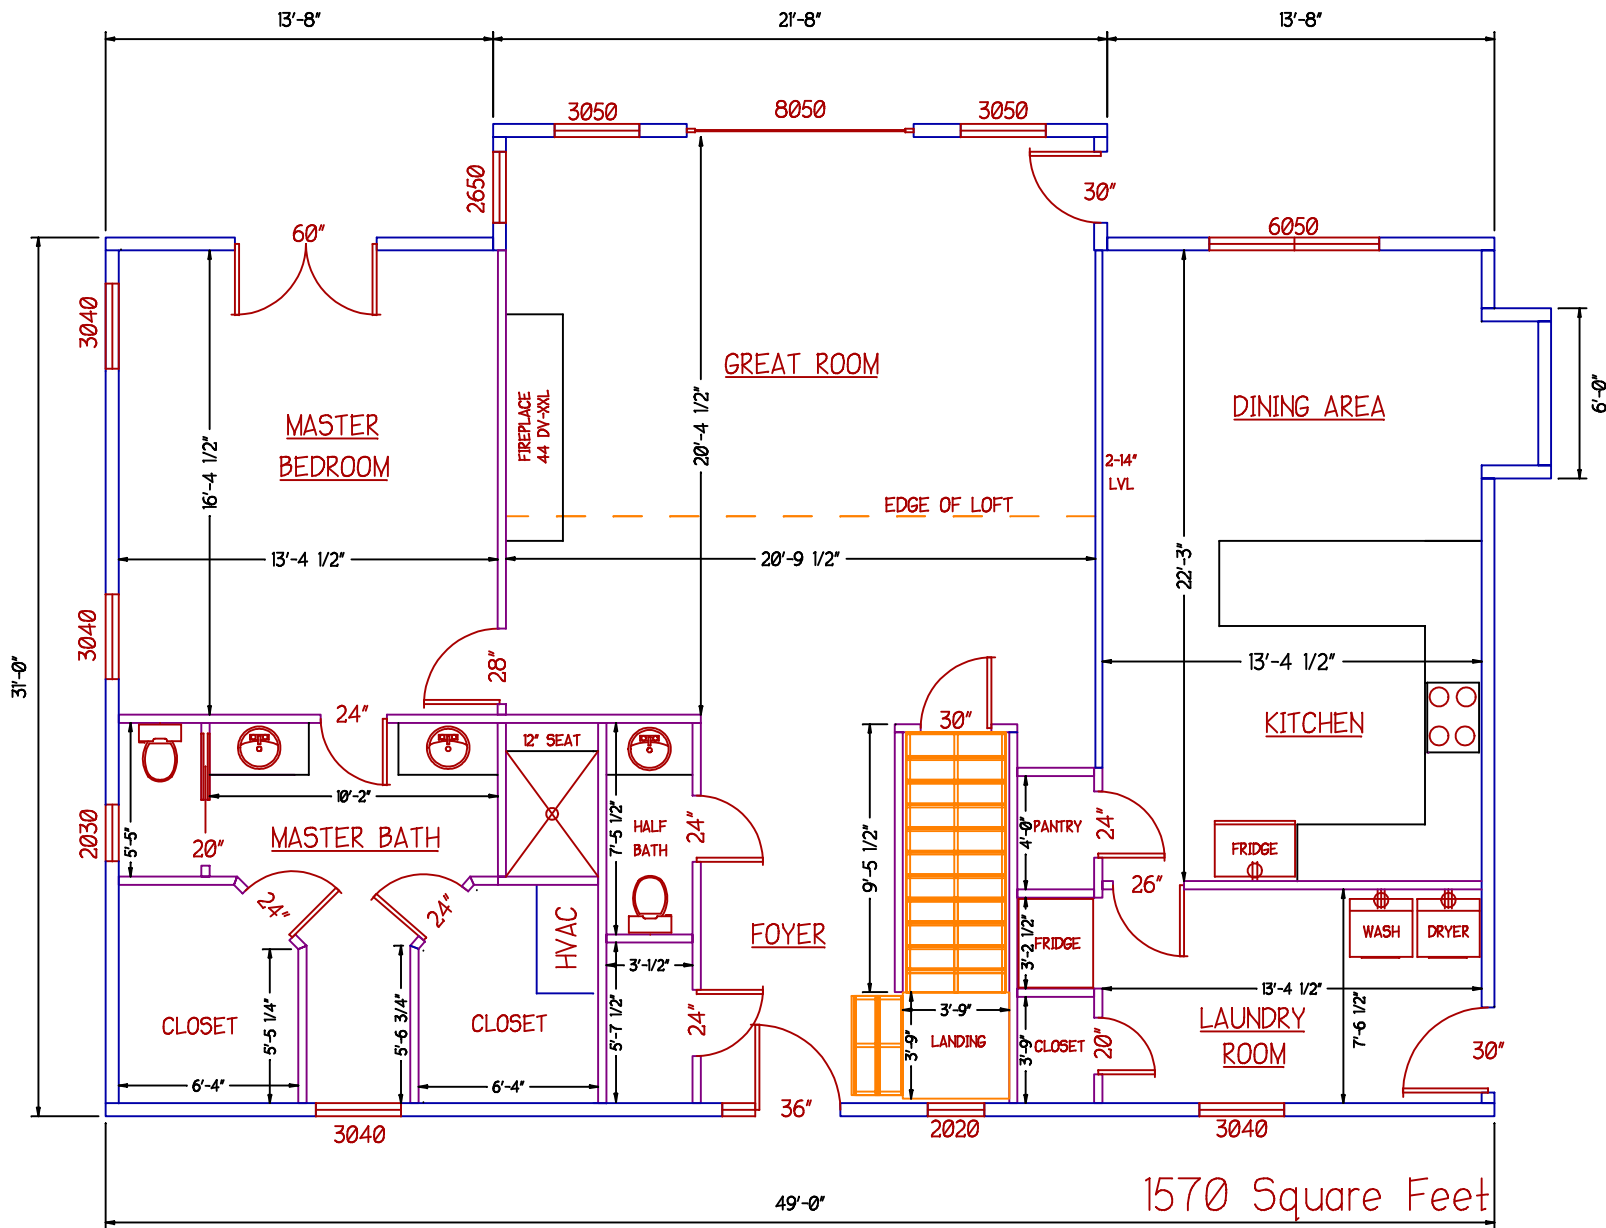 13'-8"
21'-8"
13'-8"
3050
8050
3050
2650
30"
60"
6050
3040
GREAT ROOM
6'-0"
FIREPLACE
44 DV-XXL
20'-4 1/2"
DINING AREA
MASTER
BEDROOM
16'-4 1/2"
2-14"
LVL
EDGE OF LOFT
13'-4 1/2"
20'-9 1/2"
22'-3"
3040
31'-0"
28"
13'-4 1/2"
24"
30"
KITCHEN
12" SEAT
10'-2"
2030
5'-5"
MASTER BATH
20"
7'-5 1/2"
HALF
BATH
24"
9'-5 1/2"
4'-0"
PANTRY
24"
FRIDGE
26"
24"
24"
HVAC
FOYER
3'-2 1/2"
FRIDGE
WASH
DRYER
3'-1/2"
13'-4 1/2"
CLOSET
5'-5 1/4"
5'-6 3/4"
CLOSET
5'-7 1/2"
24"
3'-9"
3'-9"
LANDING
3'-9"
CLOSET
20"
LAUNDRY
ROOM
7'-6 1/2"
30"
6'-4"
6'-4"
36"
3040
2020
3040
1570 Square Feet
49'-0"